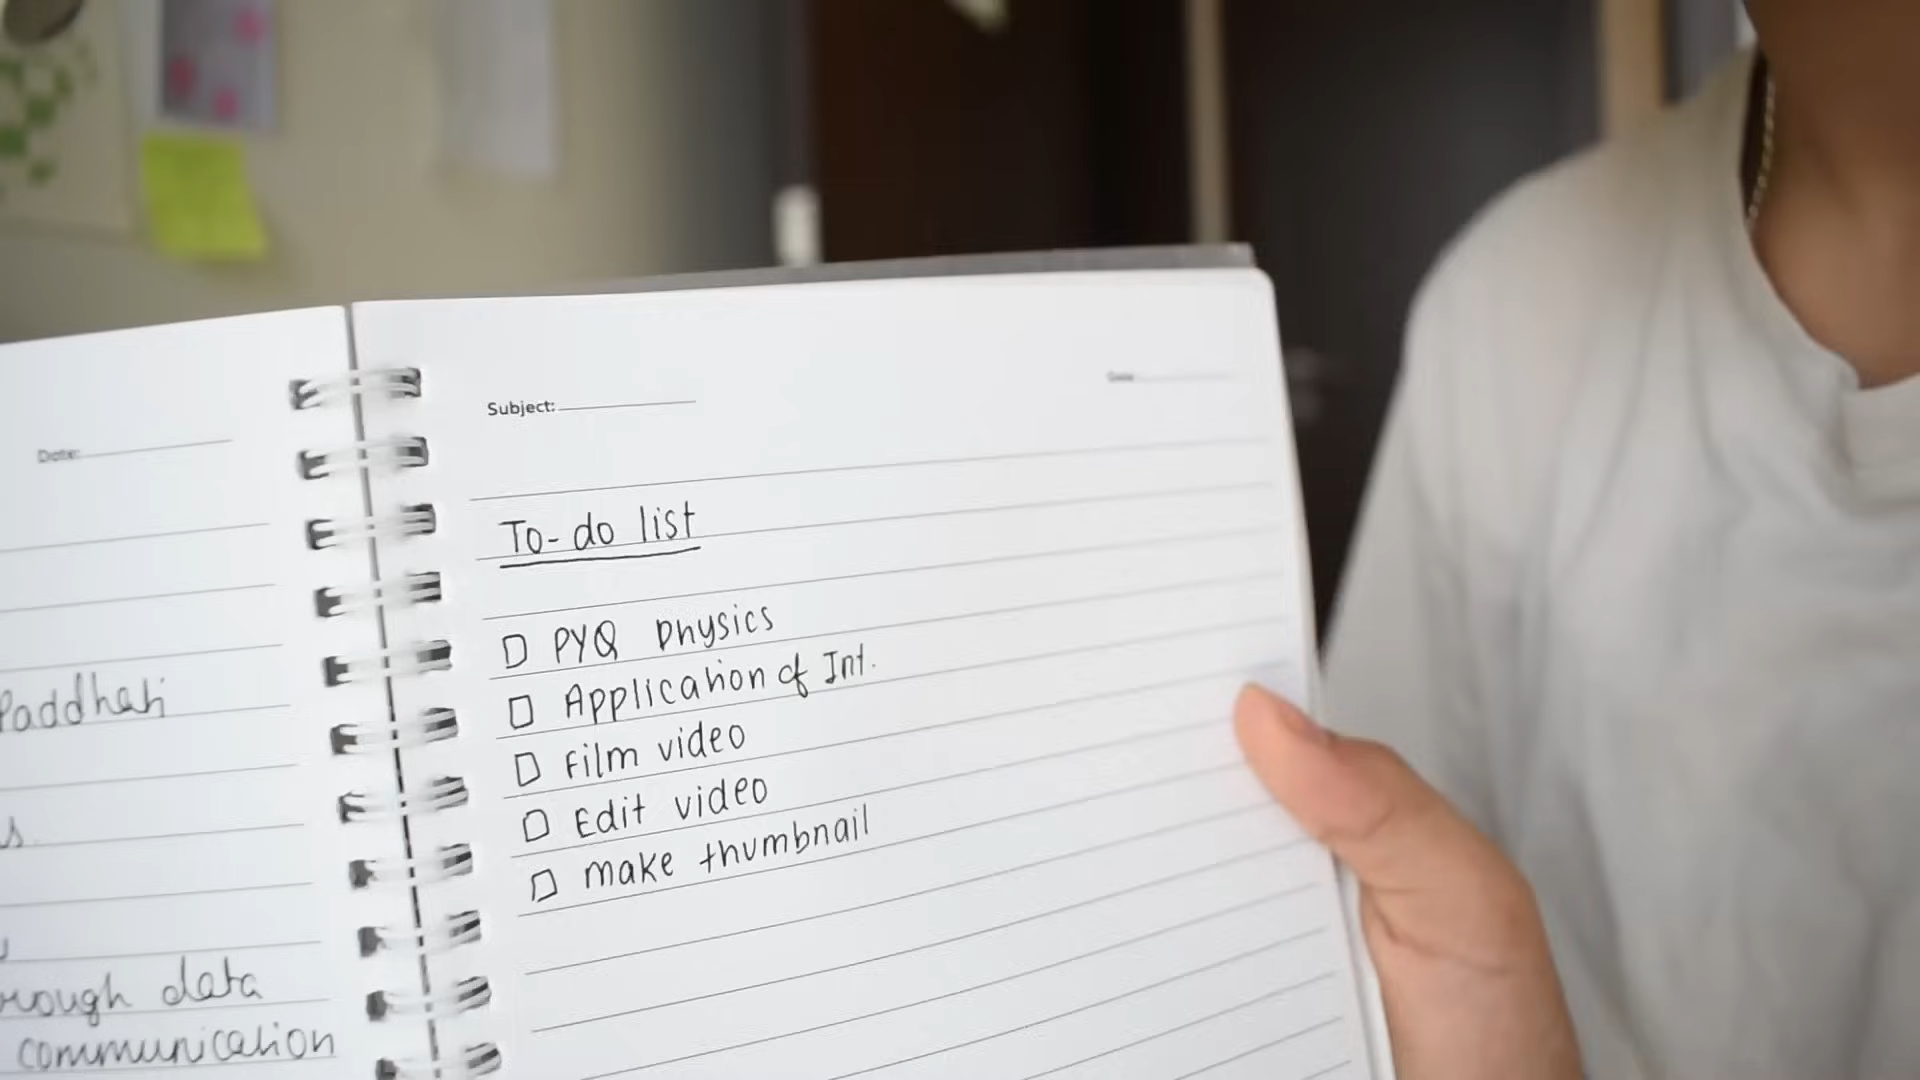 Date:
Paddhati
s
rough data
communication
Subject:
Date
To-do list
PYQ Physics
Application of Int.
Film video
Edit video
make thumbnail